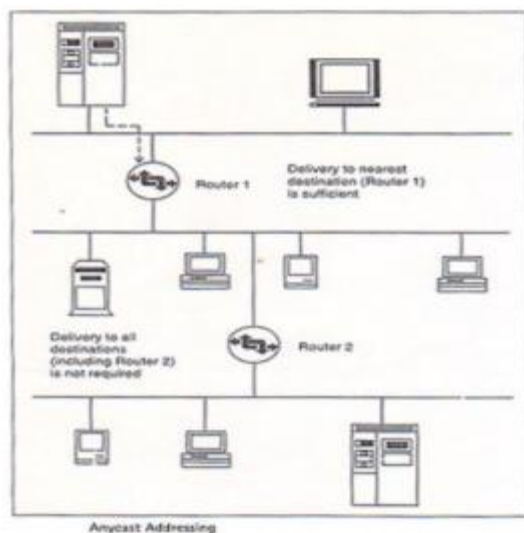 Router 1
Delivery to nearest
destination (Router 1)
is sufficient
Delivery to all
destinations
(including Router 2)
is not required
Router 2
Anycast Addressing